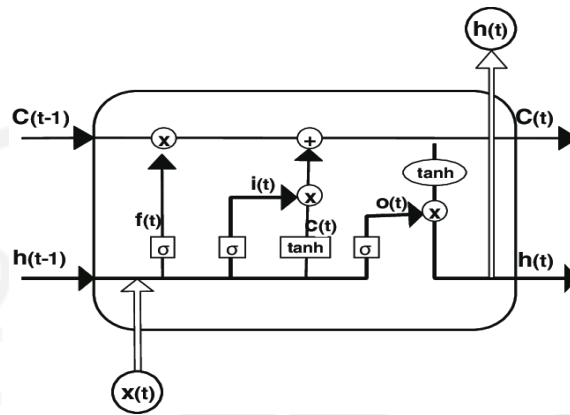 h(t)
C(t-1)
C(t)
x
+
tanh
i(t)
x
o(t)
x
f(t)
C(t)
σ
σ
tanh
σ
h(t-1)
h(t)
x(t)